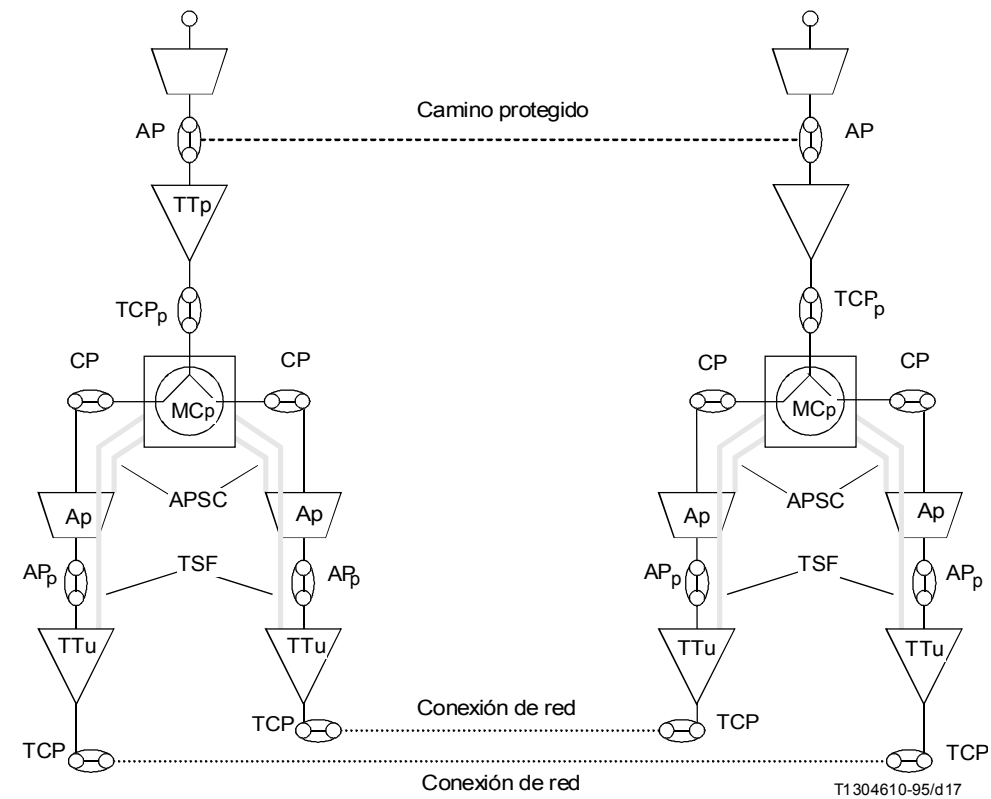 Camino protegido
AP AP
TTp
TCPp TCPp
CP CP CP CP
MCp MCp
APSC APSC
Ap Ap Ap Ap
TSF TSF
APp APp APp APp
TTu TTu TTu TTu
Conexión de red
TCP TCP
TCP TCP
Conexión de red
T1304610-95/d17